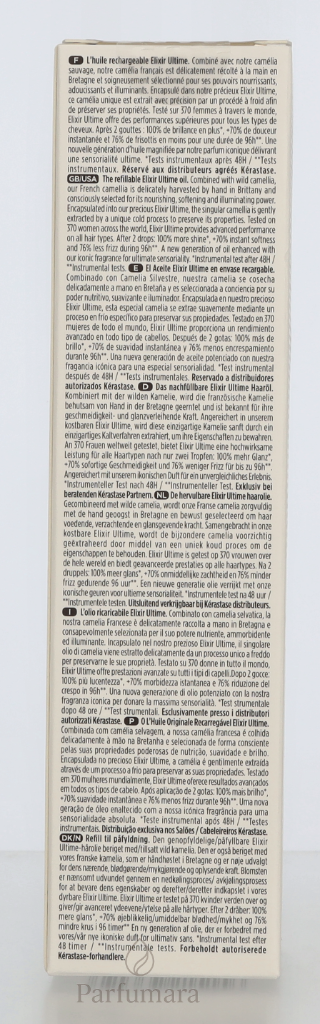 F L'huile rechargeable Elixir Ultime. Combiné avec notre camélia
sauvage, notre camélia français est délicatement récolté à la main en
Bretagne et soigneusement sélectionné pour ses pouvoirs nourrissants,
adoucissants et illuminants. Encapsulé dans notre précieux Elixir Ultime,
ce camélia unique est extrait avec précision par un procédé à froid afin
de préserver ses propriétés. Testé sur 370 femmes à travers le monde,
Elixir Ultime offre des performances supérieures pour tous les types de
cheveux. Après 2 gouttes : 100% de brillance en plus*, +70% de douceur
instantanée et 76% de frisottis en moins pour une durée de 96h**. Une
nouvelle génération d'huile magnifiée par notre parfum iconique délivrant
une sensorialité ultime. *Tests instrumentaux après 48H / **Tests
instrumentaux. Réservé aux distributeurs agréés Kérastase.
GB/USA The refillable Elixir Ultime oil. Combined with wild camellia,
our French camellia is delicately harvested by hand in Brittany and
consciously selected for its nourishing, softening and illuminating power.
Encapsulated into our precious Elixir Ultime, the singular camellia is gently
extracted by a unique cold process to preserve its properties. Tested on
370 women across the world, Elixir Ultime provides advanced performance
on all hair types. After 2 drops: 100% more shine*, +70% instant softness
and 76% less frizz during 96h**. A new generation of oil enhanced with
our iconic fragrance for ultimate sensoriality. *Instrumental test after 48H /
**Instrumental tests. E El Aceite Elixir Ultime en envase recargable.
Combinado con Camelia Silvestre, nuestra camelia se cosecha
delicadamente a mano en Bretaña y es seleccionada a conciencia por su
poder nutritivo, suavizante e iluminador. Encapsulada en nuestro precioso
Elixir Ultime, esta especial camelia se extrae suavemente mediante un
proceso en frío específico para preservar sus propiedades. Testado en 370
mujeres de todo el mundo, Elixir Ultime proporciona un rendimiento
avanzado en todo tipo de cabellos. Después de 2 gotas: 100% más de
brillo*, +70% de suavidad instantánea y 76% menos encrespamiento
durante 96h**. Una nueva generación de aceite potenciado con nuestra
fragancia icónica para una especial sensorialidad. *Test instrumental
después de 48H / **Tests instrumentales. Reservado a distribuidores
autorizados Kérastase. D Das nachfüllbare Elixir Ultime Haaröl.
Kombiniert mit der wilden Kamelie, wird die französische Kamelie
behutsam von Hand in der Bretagne geerntet und ist bekannt für ihre
geschmeidigkeit- und glanzverleihende Kraft. Angereichert in unserem
kostbaren Elixir Ultime, wird diese einzigartige Kamelie sanft durch ein
einzigartiges Kaltverfahren extrahiert, um ihre Eigenschaften zu bewahren.
An 370 Frauen weltweit getestet, bietet Elixir Ultime eine hochwirksame
Leistung für alle Haartypen nach nur zwei Tropfen: 100% mehr Glanz*,
+70% sofortige Geschmeidigkeit und 76% weniger Frizz für bis zu 96h**.
Angereichert mit unserem ikonischen Duft für ein unvergleichliches Erlebnis.
*Instrumenteller Test nach 48H / **Instrumenteller Test. Exklusiv bei
beratenden Kérastase Partnern. NL De hervulbare Elixir Ultime haarolie.
Gecombineerd met wilde camelia, wordt onze Franse camelia zorgvuldig
met de hand geoogst in Bretagne en bewust geselecteerd om haar
voedende, verzachtende en glansgevende kracht. Samengebracht in onze
kostbare Elixir Ultime, wordt de bijzondere camelia voorzichtig
geëxtraheerd door middel van een uniek koud proces om de
eigenschappen te behouden. Elixir Ultime is getest op 370 vrouwen over
de hele wereld en biedt geavanceerde prestaties op alle haartypes. Na 2
druppels: 100% meer glans*, +70% onmiddellijke zachtheid en 76% minder
frizz gedurende 96 uur**. Een nieuwe generatie olie verrijkt met onze
iconische geuren voor ultieme sensorialiteit. *Instrumentele test na 48 uur /
**Instrumentele testen. Uitsluitend verkrijgbaar bij Kérastase distributeurs.
I L'olio ricaricabile Elixir Ultime. Combinato con camelia selvatica, la
nostra camelia Francese è delicatamente raccolta a mano in Bretagna e
consapevolmente selezionata per il suo potere nutriente, ammorbidente
ed illuminante. Incapsulato nel nostro prezioso Elixir Ultime, il singolare
olio di camelia viene estratto delicatamente da un processo unico a freddo
per preservarne le sue proprietà. Testato su 370 donne in tutto il mondo,
Elixir Ultime offre prestazioni avanzate su tutti i tipi di capelli. Dopo 2 gocce:
100% più lucentezza*, +70% morbidezza istantanea e 76% riduzione del
crespo in 96h**. Una nuova generazione di olio potenziato con la nostra
fragranza iconica per donare la massima sensorialità. *Test strumentale
dopo 48 ore / **Test strumentali. Esclusivamente presso i distributori
autorizzati Kérastase. P O L'Huile Originale Recarregável Elixir Ultime.
Combinada com camélia selvagem, a nossa camélia francesa é colhida
delicadamente à mão na Bretanha e selecionada de forma consciente
pelas suas propriedades poderosas de nutrição, suavidade e brilho.
Encapsulada no precioso Elixir Ultime, a camélia é gentilmente extraída
através de um processo a frio para preservar as suas propriedades. Testado
em 370 mulheres mundialmente, Elixir Ultime oferece resultados avançados
em todos os tipos de cabelo. Após aplicação de 2 gotas: 100% mais brilho*,
+70% suavidade instantânea e 76% menos frizz durante 96h**. Uma nova
geração de óleo enaltecido com a nossa icónica fragrância para uma
sensorialidade absoluta. *Teste instrumental após 48H / **Testes
instrumentais. Distribuição exclusiva nos Salões / Cabeleireiros Kérastase.
DK/N Refill til påfyldning. Den genopfyldelige/påfyllbare Elixir
Ultime-hårolie beriget med/tilsatt vild kamelia. Den er også beriget med
vores franske kamelia, som er håndhøstet i Bretagne og er nøje udvalgt
for dens nærende, blødgørende/mykgjørende og oplysende kraft. Blomsten
er nænsomt udvundet gennem en nedkølingsproces/ avkjølingsprosess
for at bevare dens egenskaber og derefter/deretter indkapslet i vores
dyrebare Elixir Ultime. Elixir Ultime er testet på 370 kvinder verden over og
giver/gir avanceret ydeevne/ytelse på alle hårtyper. Efter 2 dråber: 100%
mere glans*, +70% øjeblikkelig/umiddelbar blødhed/mykhet og 76%
mindre krus i 96 timer** En ny generation af olie, der er forbedret med
vores/vår nye ikoniske duft for ultimativ sans. *Instrumental test efter
48 timer / **Instrumentale tests. Forbeholdt autoriserede
Kérastase-forhandlere.
Parfumara